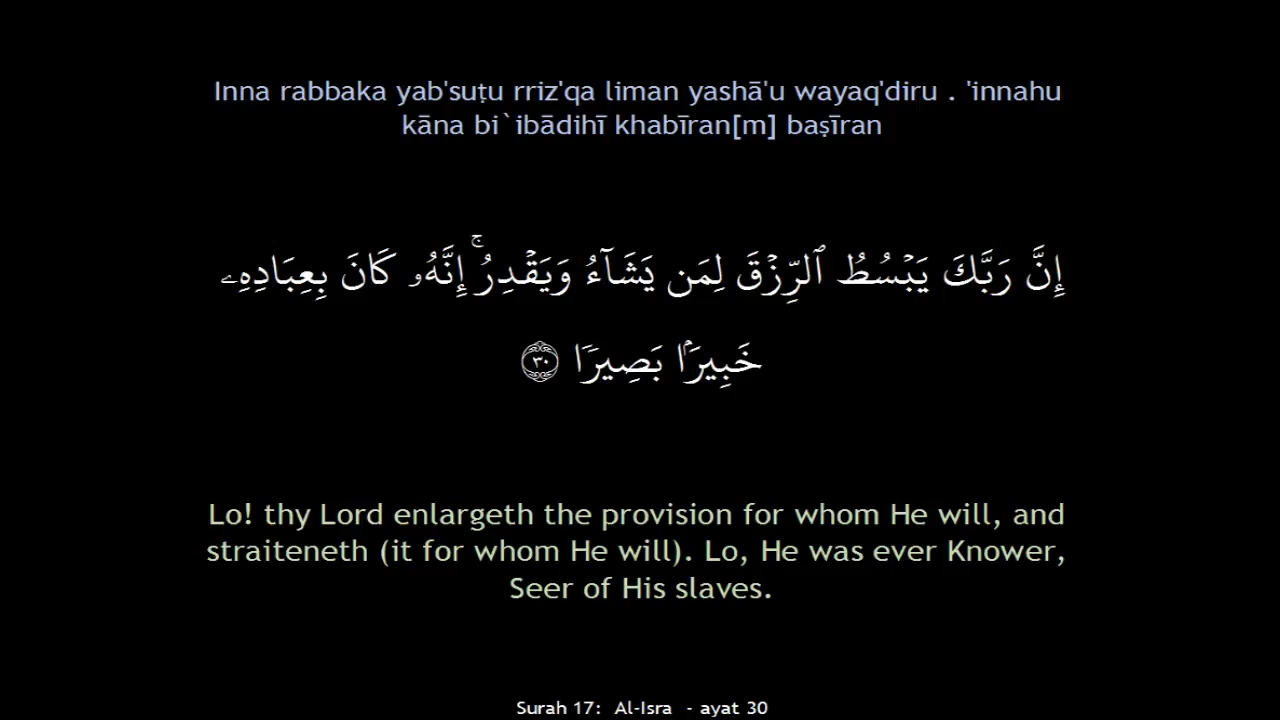 Inna rabbaka yab'suṭu rriz'qa liman yashā'u wayaq'diru . 'innahu
kāna bi`ibādihī khabīran[m] baṣīran
إِنَّ رَبَّكَ يَبۡسُطُ ٱلرِّزۡقَ لِمَن يَشَآءُ وَيَقۡدِرُۚ إِنَّهُۥ كَانَ بِعِبَادِهِۦ
خَبِيرَۢا بَصِيرٗا ٣٠
Lo! thy Lord enlargeth the provision for whom He will, and
straiteneth (it for whom He will). Lo, He was ever Knower,
Seer of His slaves.
Surah 17: Al-Isra - ayat 30